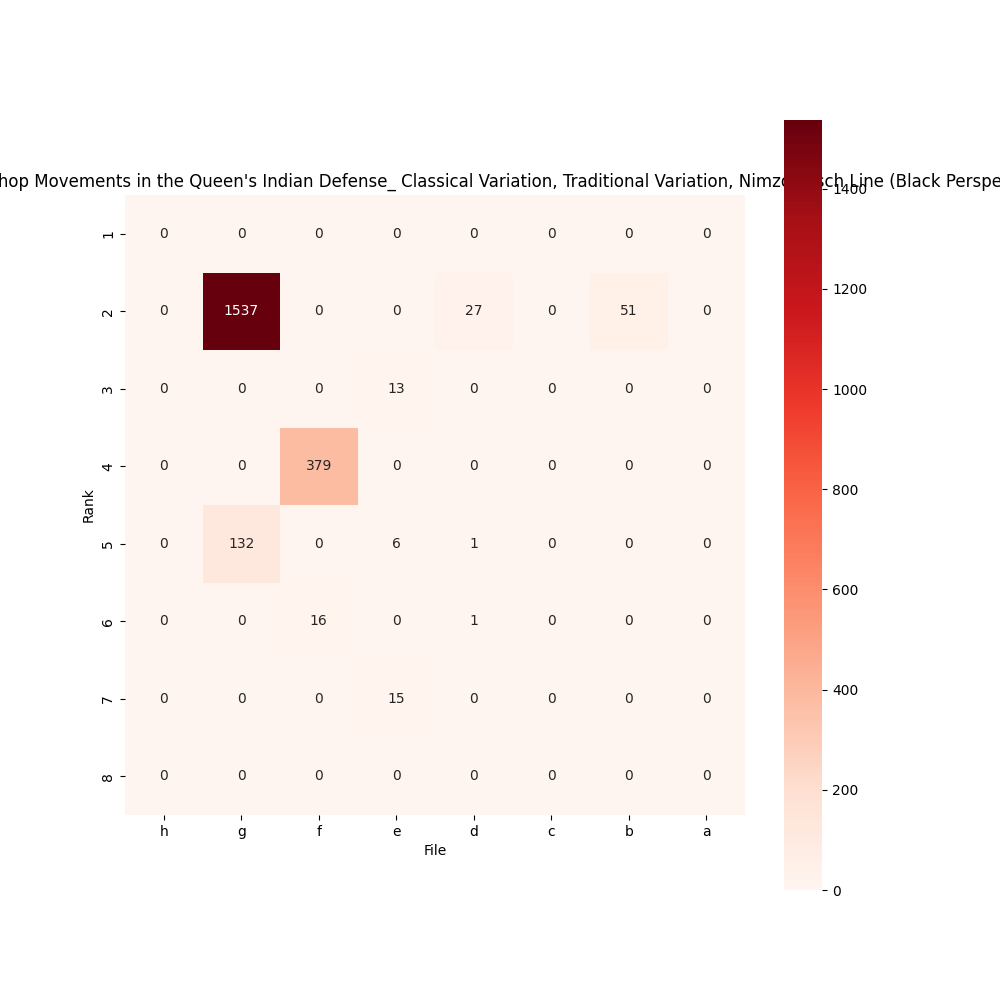 hop Movements in the Queen's Indian Defense_ Classical Variation, Traditional Variation, Line (Black Perspe
1400
1 0 0 0 0 0 0 0 0
1200
2 0 1537 0 0 27 0 51 0
3 0 0 0 13 0 0 0 0
1000
4 0 0 379 0 0 0 0 0
800
Rank
5 0 132 0 6 1 0 0 0
600
6 0 0 16 0 1 0 0 0
400
7 0 0 0 15 0 0 0 0
8 0 0 0 0 0 0 0 0
200
h g f e d c b a
File
0